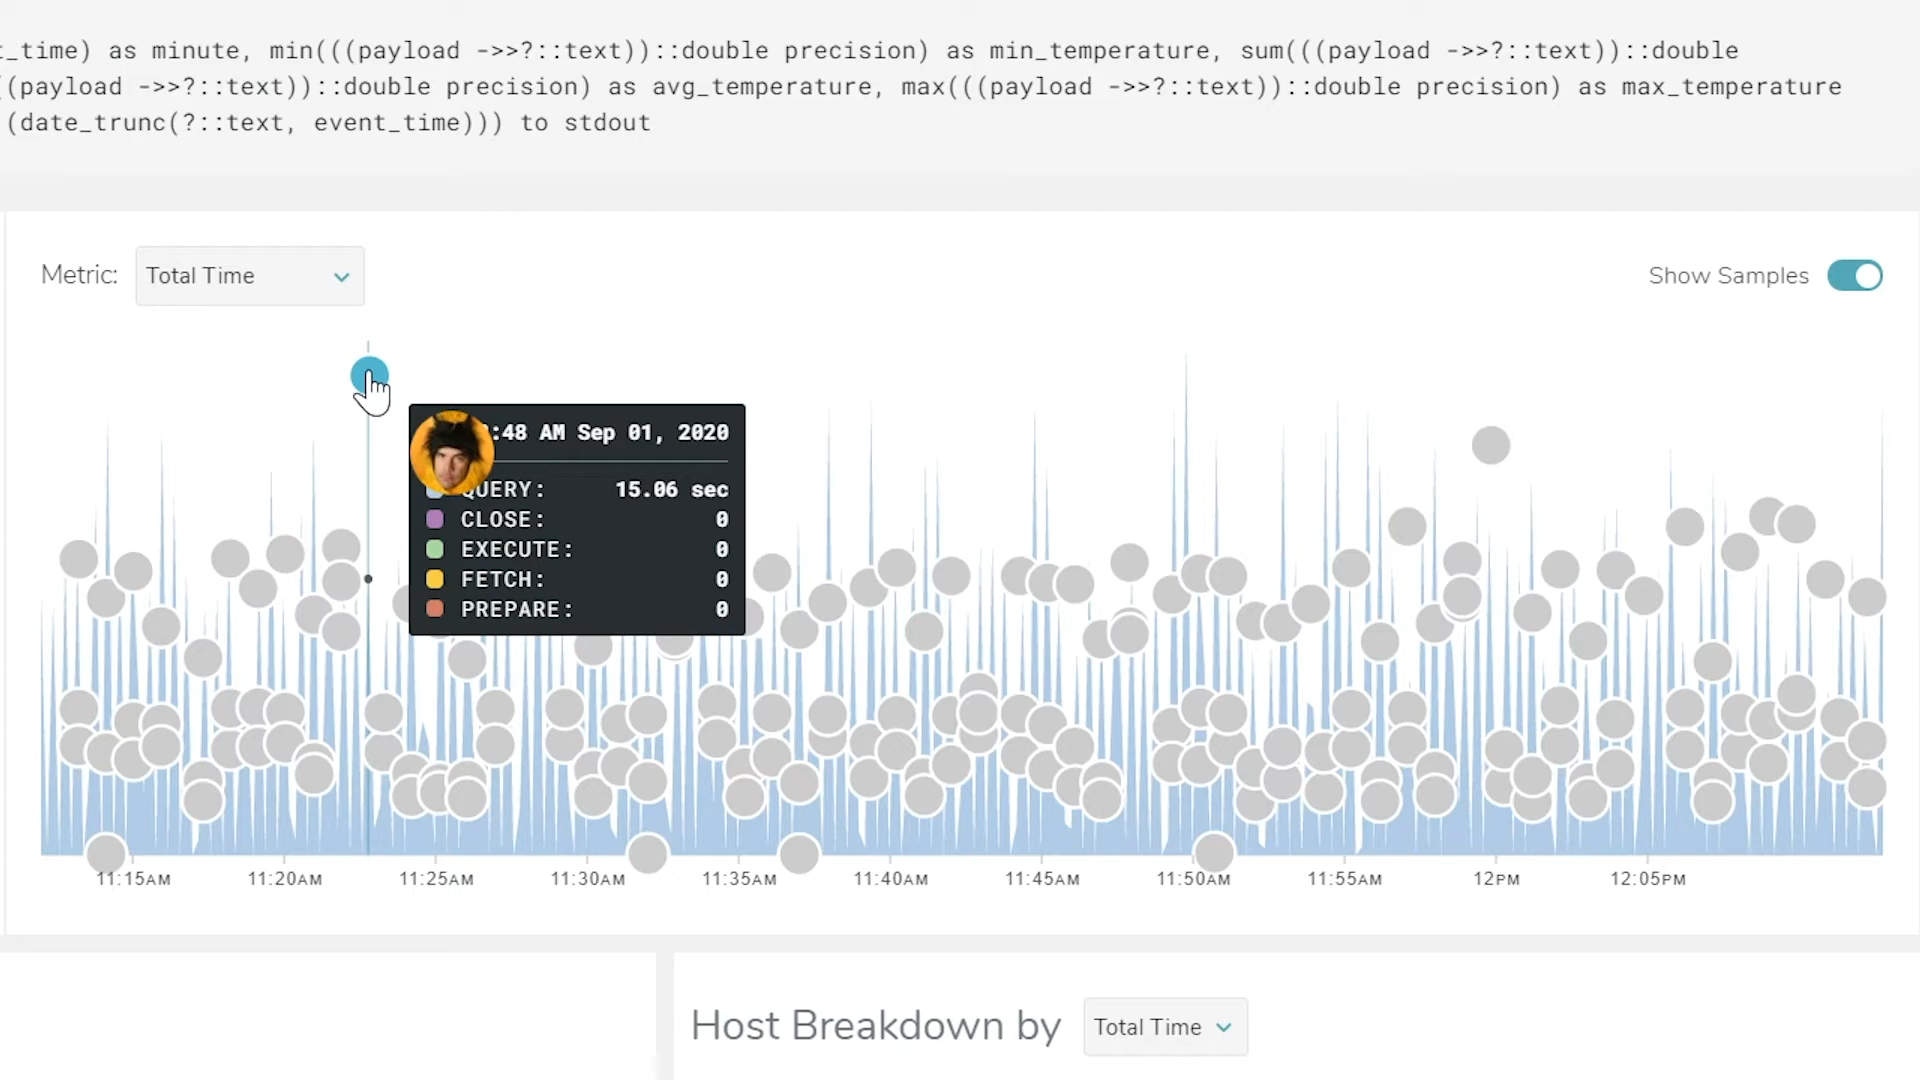 t_time) as minute, min(((payload ->>?::text))::double precision) as min_temperature, sum(((payload ->>?::text))::double
((payload ->>?::text))::double precision) as avg_temperature, max(((payload ->>?::text))::double precision) as max_temperature
(date_trunc(?::text, event_time))) to stdout
Metric: Total Time
Show Samples
:48 AM Sep 01, 2020
QUERY: 15.06 sec
CLOSE: 0
EXECUTE: 0
FETCH: 0
PREPARE: 0
11:15AM 11:20AM 11:25AM 11:30AM 11:35AM 11:40AM 11:45AM 11:50AM 11:55AM 12PM 12:05PM
Host Breakdown by Total Time